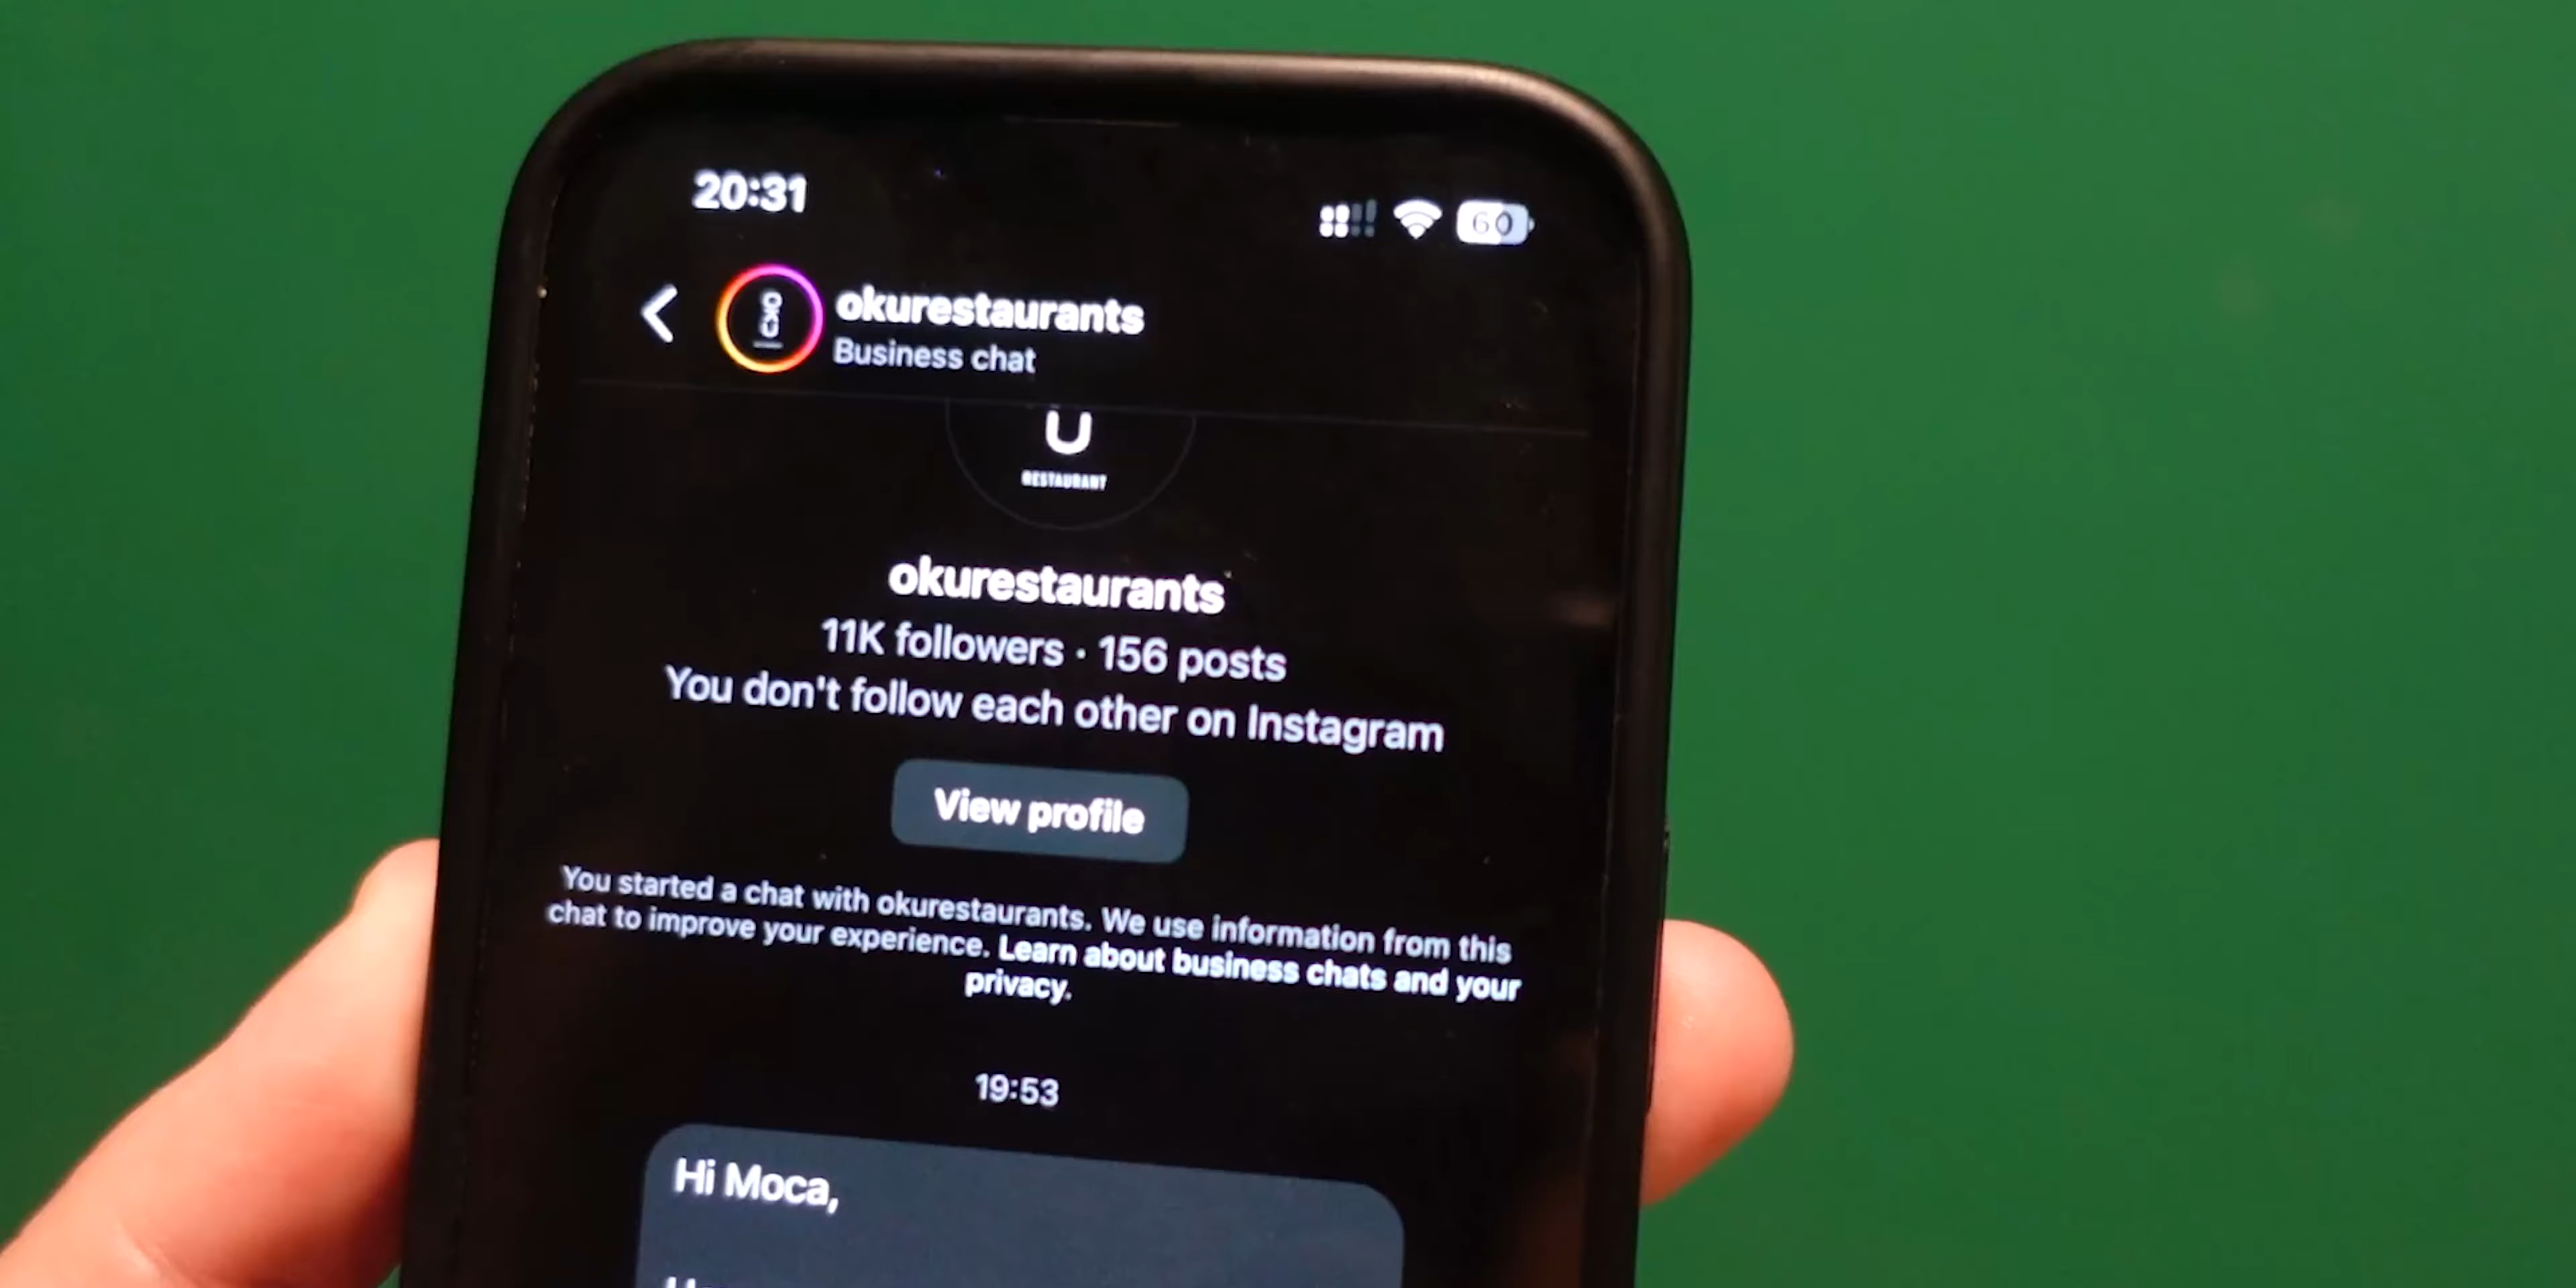 20:31
60
okurestaurants
Business chat
OKU
U
RESTAURANT
okurestaurants
11K followers · 156 posts
You don't follow each other on Instagram
View profile
You started a chat with okurestaurants. We use information from this
chat to improve your experience. Learn about business chats and your
privacy.
19:53
Hi Moca,